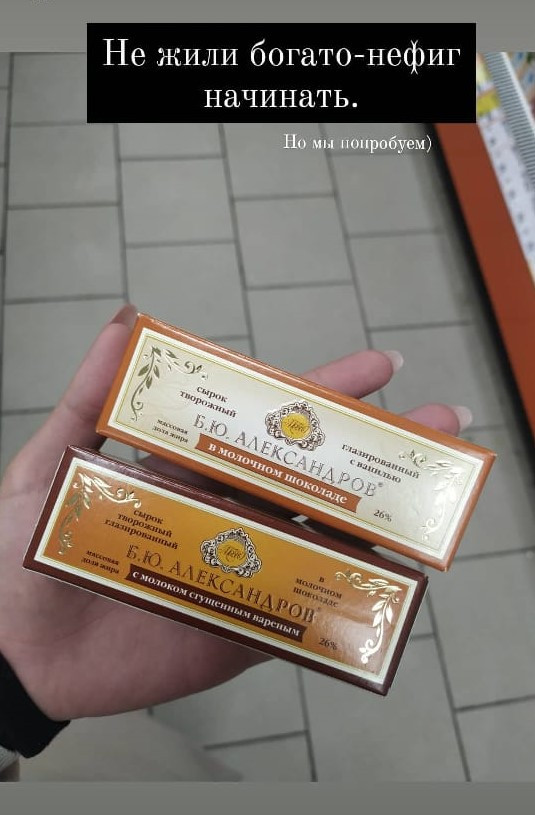 Не жили богато-нефиг
начинать.
Но мы попробуем)
сырок
творожный
массовая
доля жира
Б.Ю. АЛЕКСАНДРОВ®
в молочном шоколаде
глазированный
с ванилью
26%
сырок
творожный
глазированный
массовая
доля жира
Б.Ю. АЛЕКСАНДРОВ®
с молоком сгущенным вареным
в
молочном
шоколаде
26%